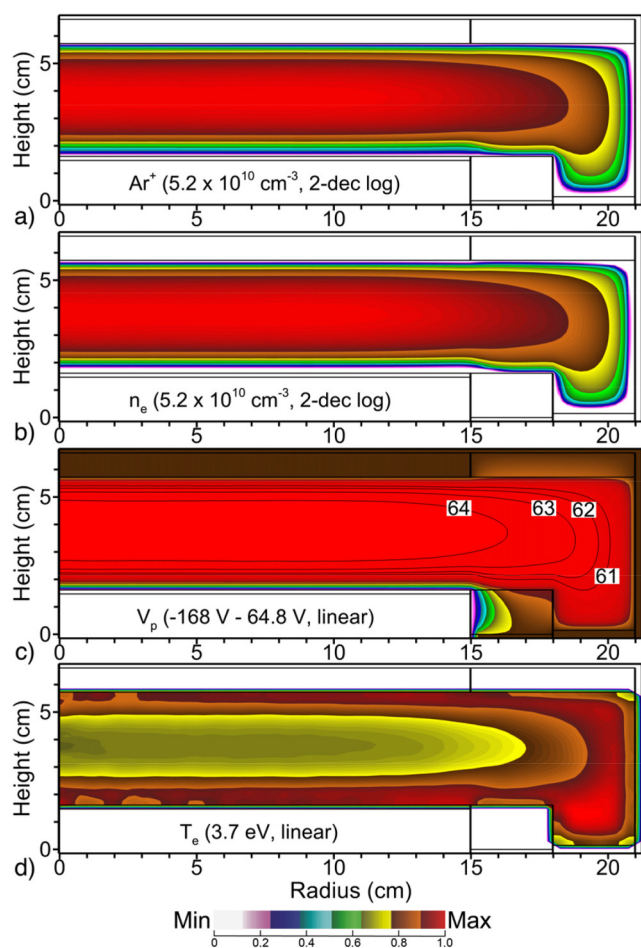 Height (cm)
5
0
Ar+ (5.2 x 10^10 cm^-3, 2-dec log)
a)
0 5 10 15 20
Height (cm)
5
0
n_e (5.2 x 10^10 cm^-3, 2-dec log)
b)
0 5 10 15 20
Height (cm)
5
0
64 63 62
61
V_p (-168 V - 64.8 V, linear)
c)
0 5 10 15 20
Height (cm)
5
0
T_e (3.7 eV, linear)
d)
0 5 10 15 20
Radius (cm)
Min Max
0 0.2 0.4 0.6 0.8 1.0